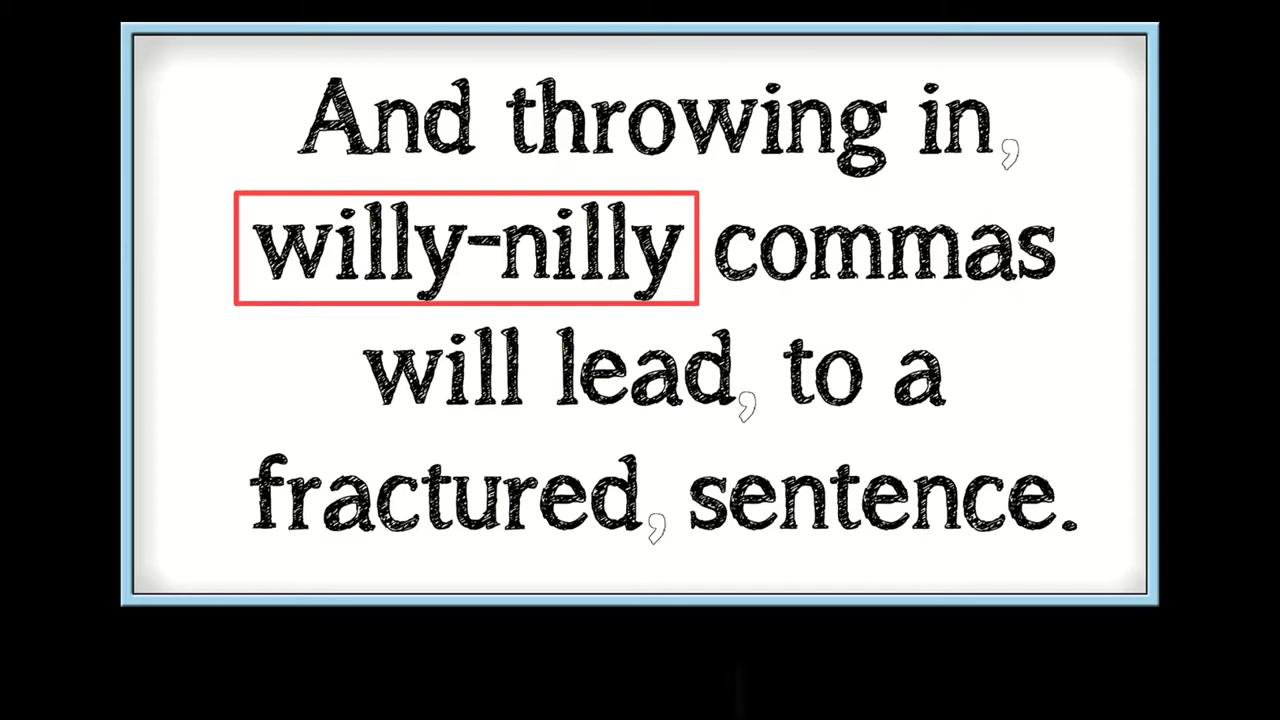 And throwing in,
willy-nilly commas
will lead, to a
fractured, sentence.